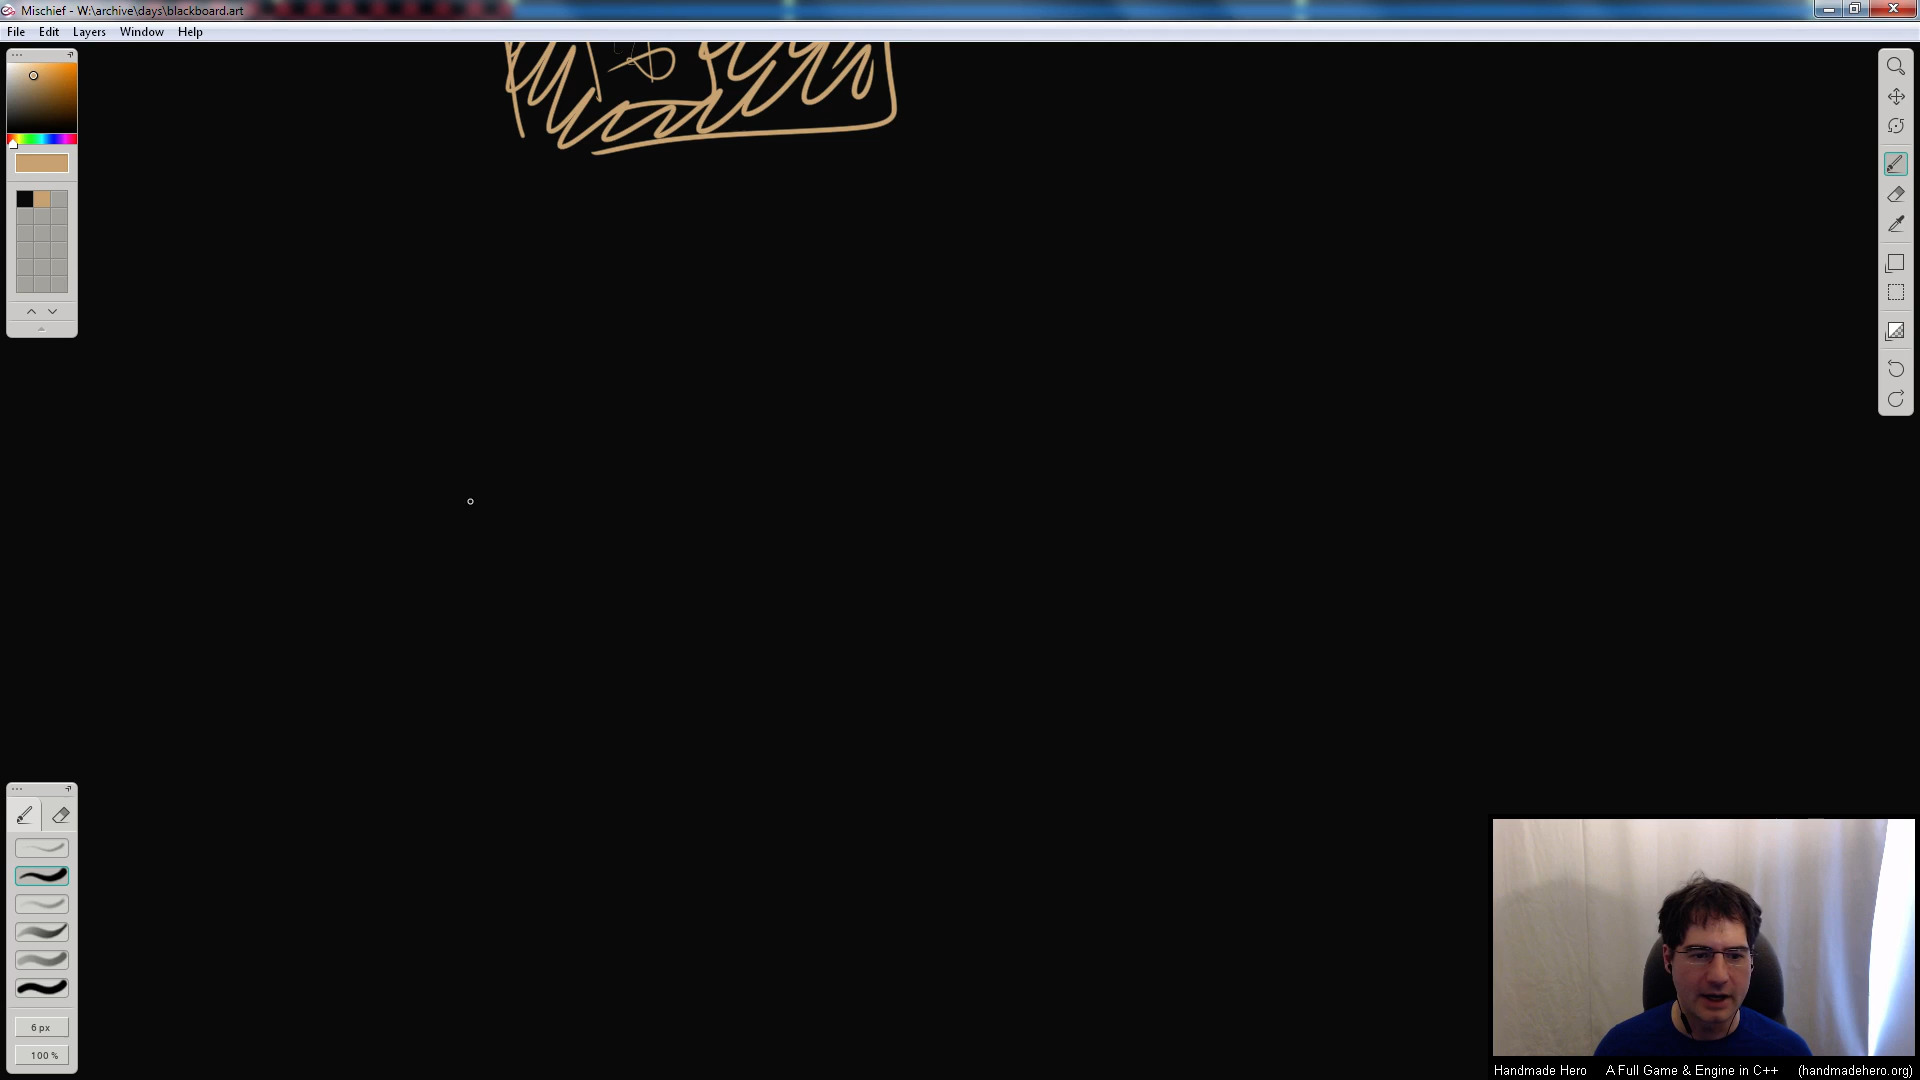 Mischief - W:\archive\days\blackboard.art
File Edit Layers Window Help
6 px
100 %
Handmade Hero A Full Game & Engine in C++ (handmadehero.org)